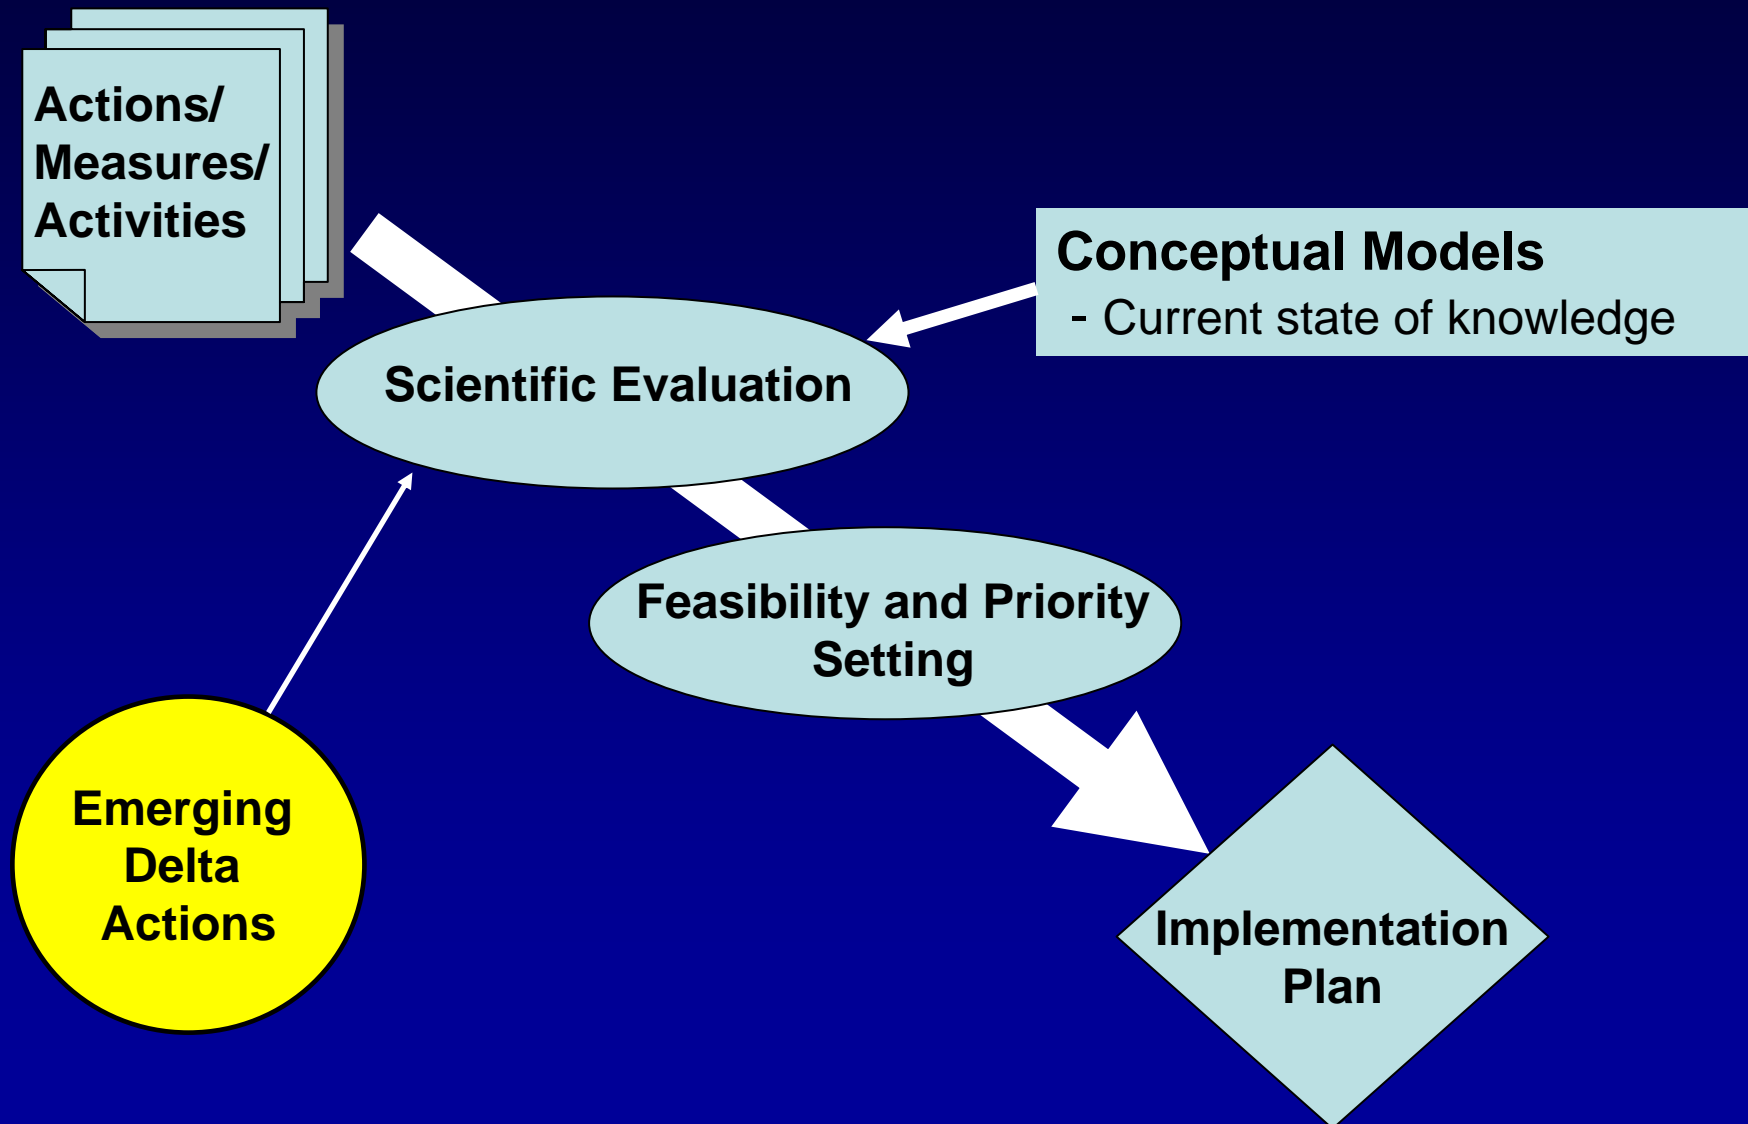 Actions/
Measures/
Activities
Conceptual Models
- Current state of knowledge
Scientific Evaluation
Feasibility and Priority
Setting
Emerging
Delta
Actions
Implementation
Plan